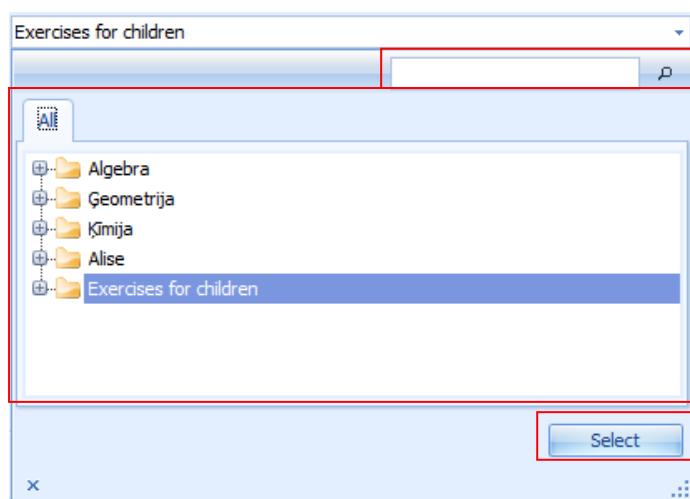 Exercises for children
All
Algebra
Ģeometrija
Ķīmija
Alise
Exercises for children
Select